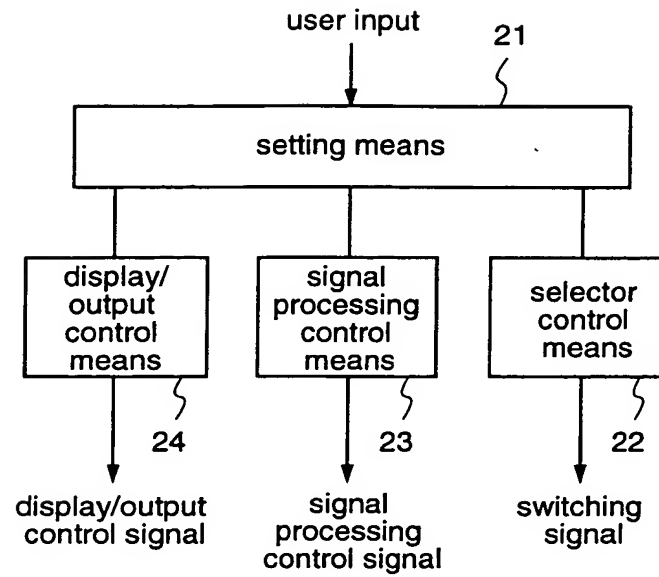 user input
21
setting means
display/
output
control
means
signal
processing
control
means
selector
control
means
24
23
22
display/output
control signal
signal
processing
control signal
switching
signal